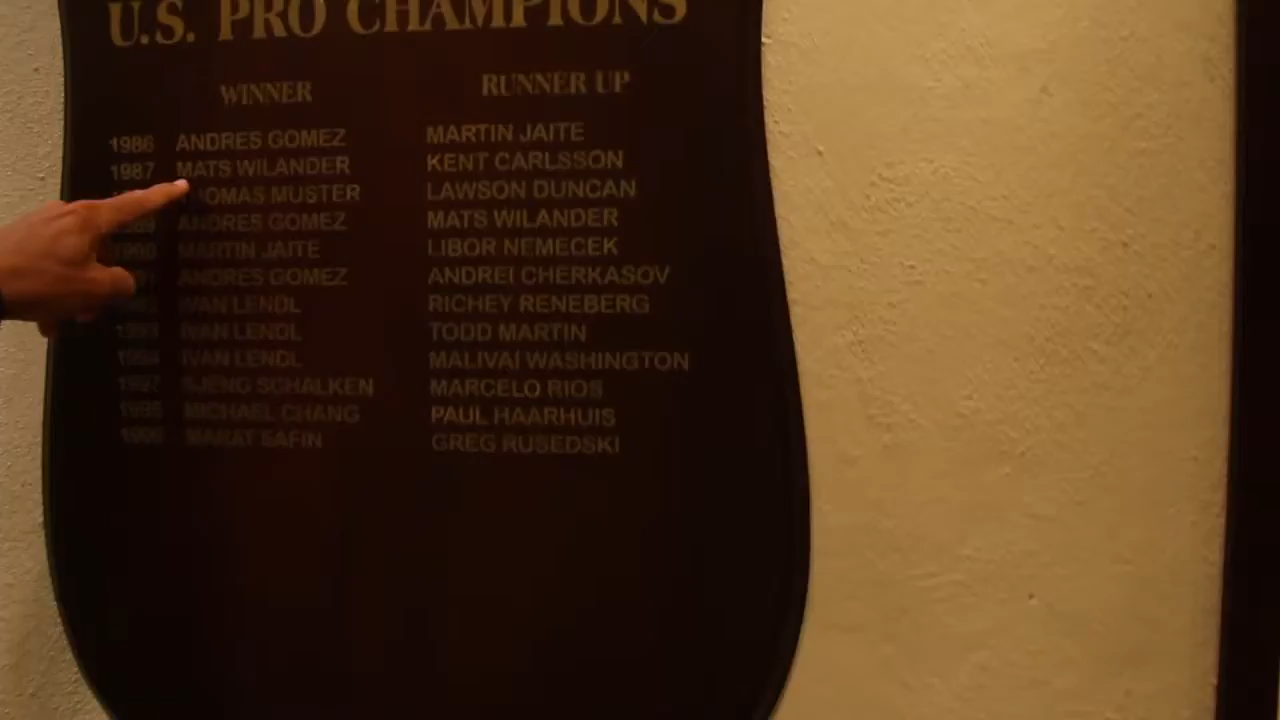 U.S. PRO CHAMPIONS
WINNER RUNNER UP
1986 ANDRES GOMEZ MARTIN JAITE
1987 MATS WILANDER KENT CARLSSON
THOMAS MUSTER LAWSON DUNCAN
ANDRES GOMEZ MATS WILANDER
1990 MARTIN JAITE LIBOR NEMECEK
ANDRES GOMEZ ANDREI CHERKASOV
IVAN LENDL RICHEY RENEBERG
1993 IVAN LENDL TODD MARTIN
1994 IVAN LENDL MALIVAI WASHINGTON
1997 SJENG SCHALKEN MARCELO RIOS
MICHAEL CHANG PAUL HAARHUIS
MARAT SAFIN GREG RUSEDSKI